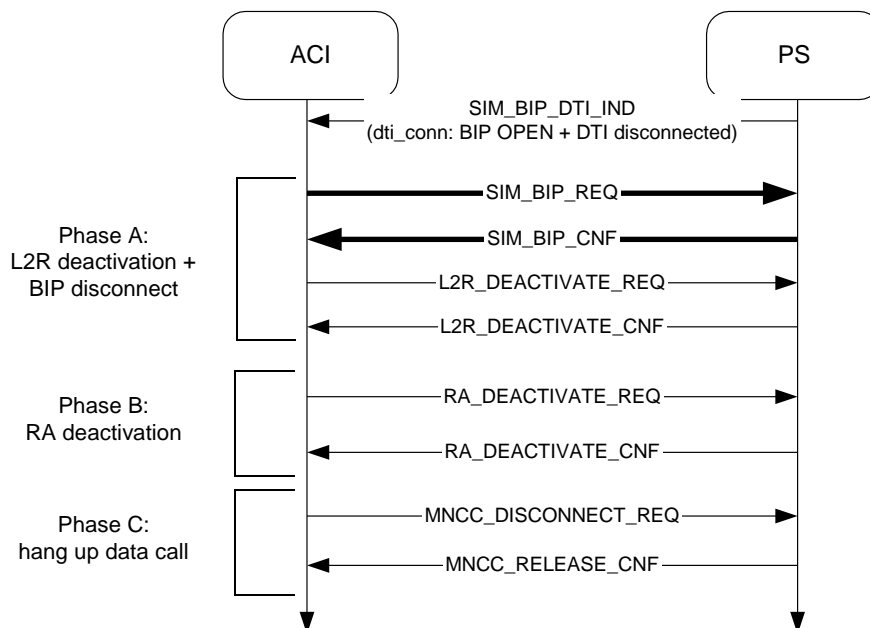 ACI
PS
SIM_BIP_DTI_IND
(dti_conn: BIP OPEN + DTI disconnected)
Phase A:
L2R deactivation +
BIP disconnect
SIM_BIP_REQ
SIM_BIP_CNF
L2R_DEACTIVATE_REQ
L2R_DEACTIVATE_CNF
Phase B:
RA deactivation
RA_DEACTIVATE_REQ
RA_DEACTIVATE_CNF
Phase C:
hang up data call
MNCC_DISCONNECT_REQ
MNCC_RELEASE_CNF